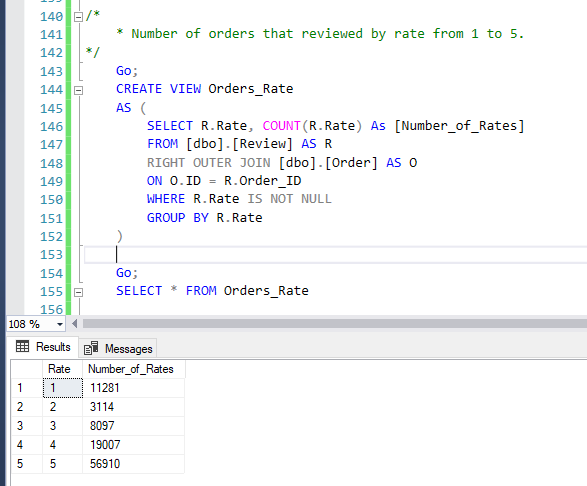 140 /*
141 * Number of orders that reviewed by rate from 1 to 5.
142 */
143 Go;
144 CREATE VIEW Orders_Rate
145 AS (
146 SELECT R.Rate, COUNT(R.Rate) As [Number_of_Rates]
147 FROM [dbo].[Review] AS R
148 RIGHT OUTER JOIN [dbo].[Order] AS O
149 ON O.ID = R.Order_ID
150 WHERE R.Rate IS NOT NULL
151 GROUP BY R.Rate
152 )
153
154 Go;
155 SELECT * FROM Orders_Rate
156
108 %
Results Messages
Rate Number_of_Rates
1 1 11281
2 2 3114
3 3 8097
4 4 19007
5 5 56910